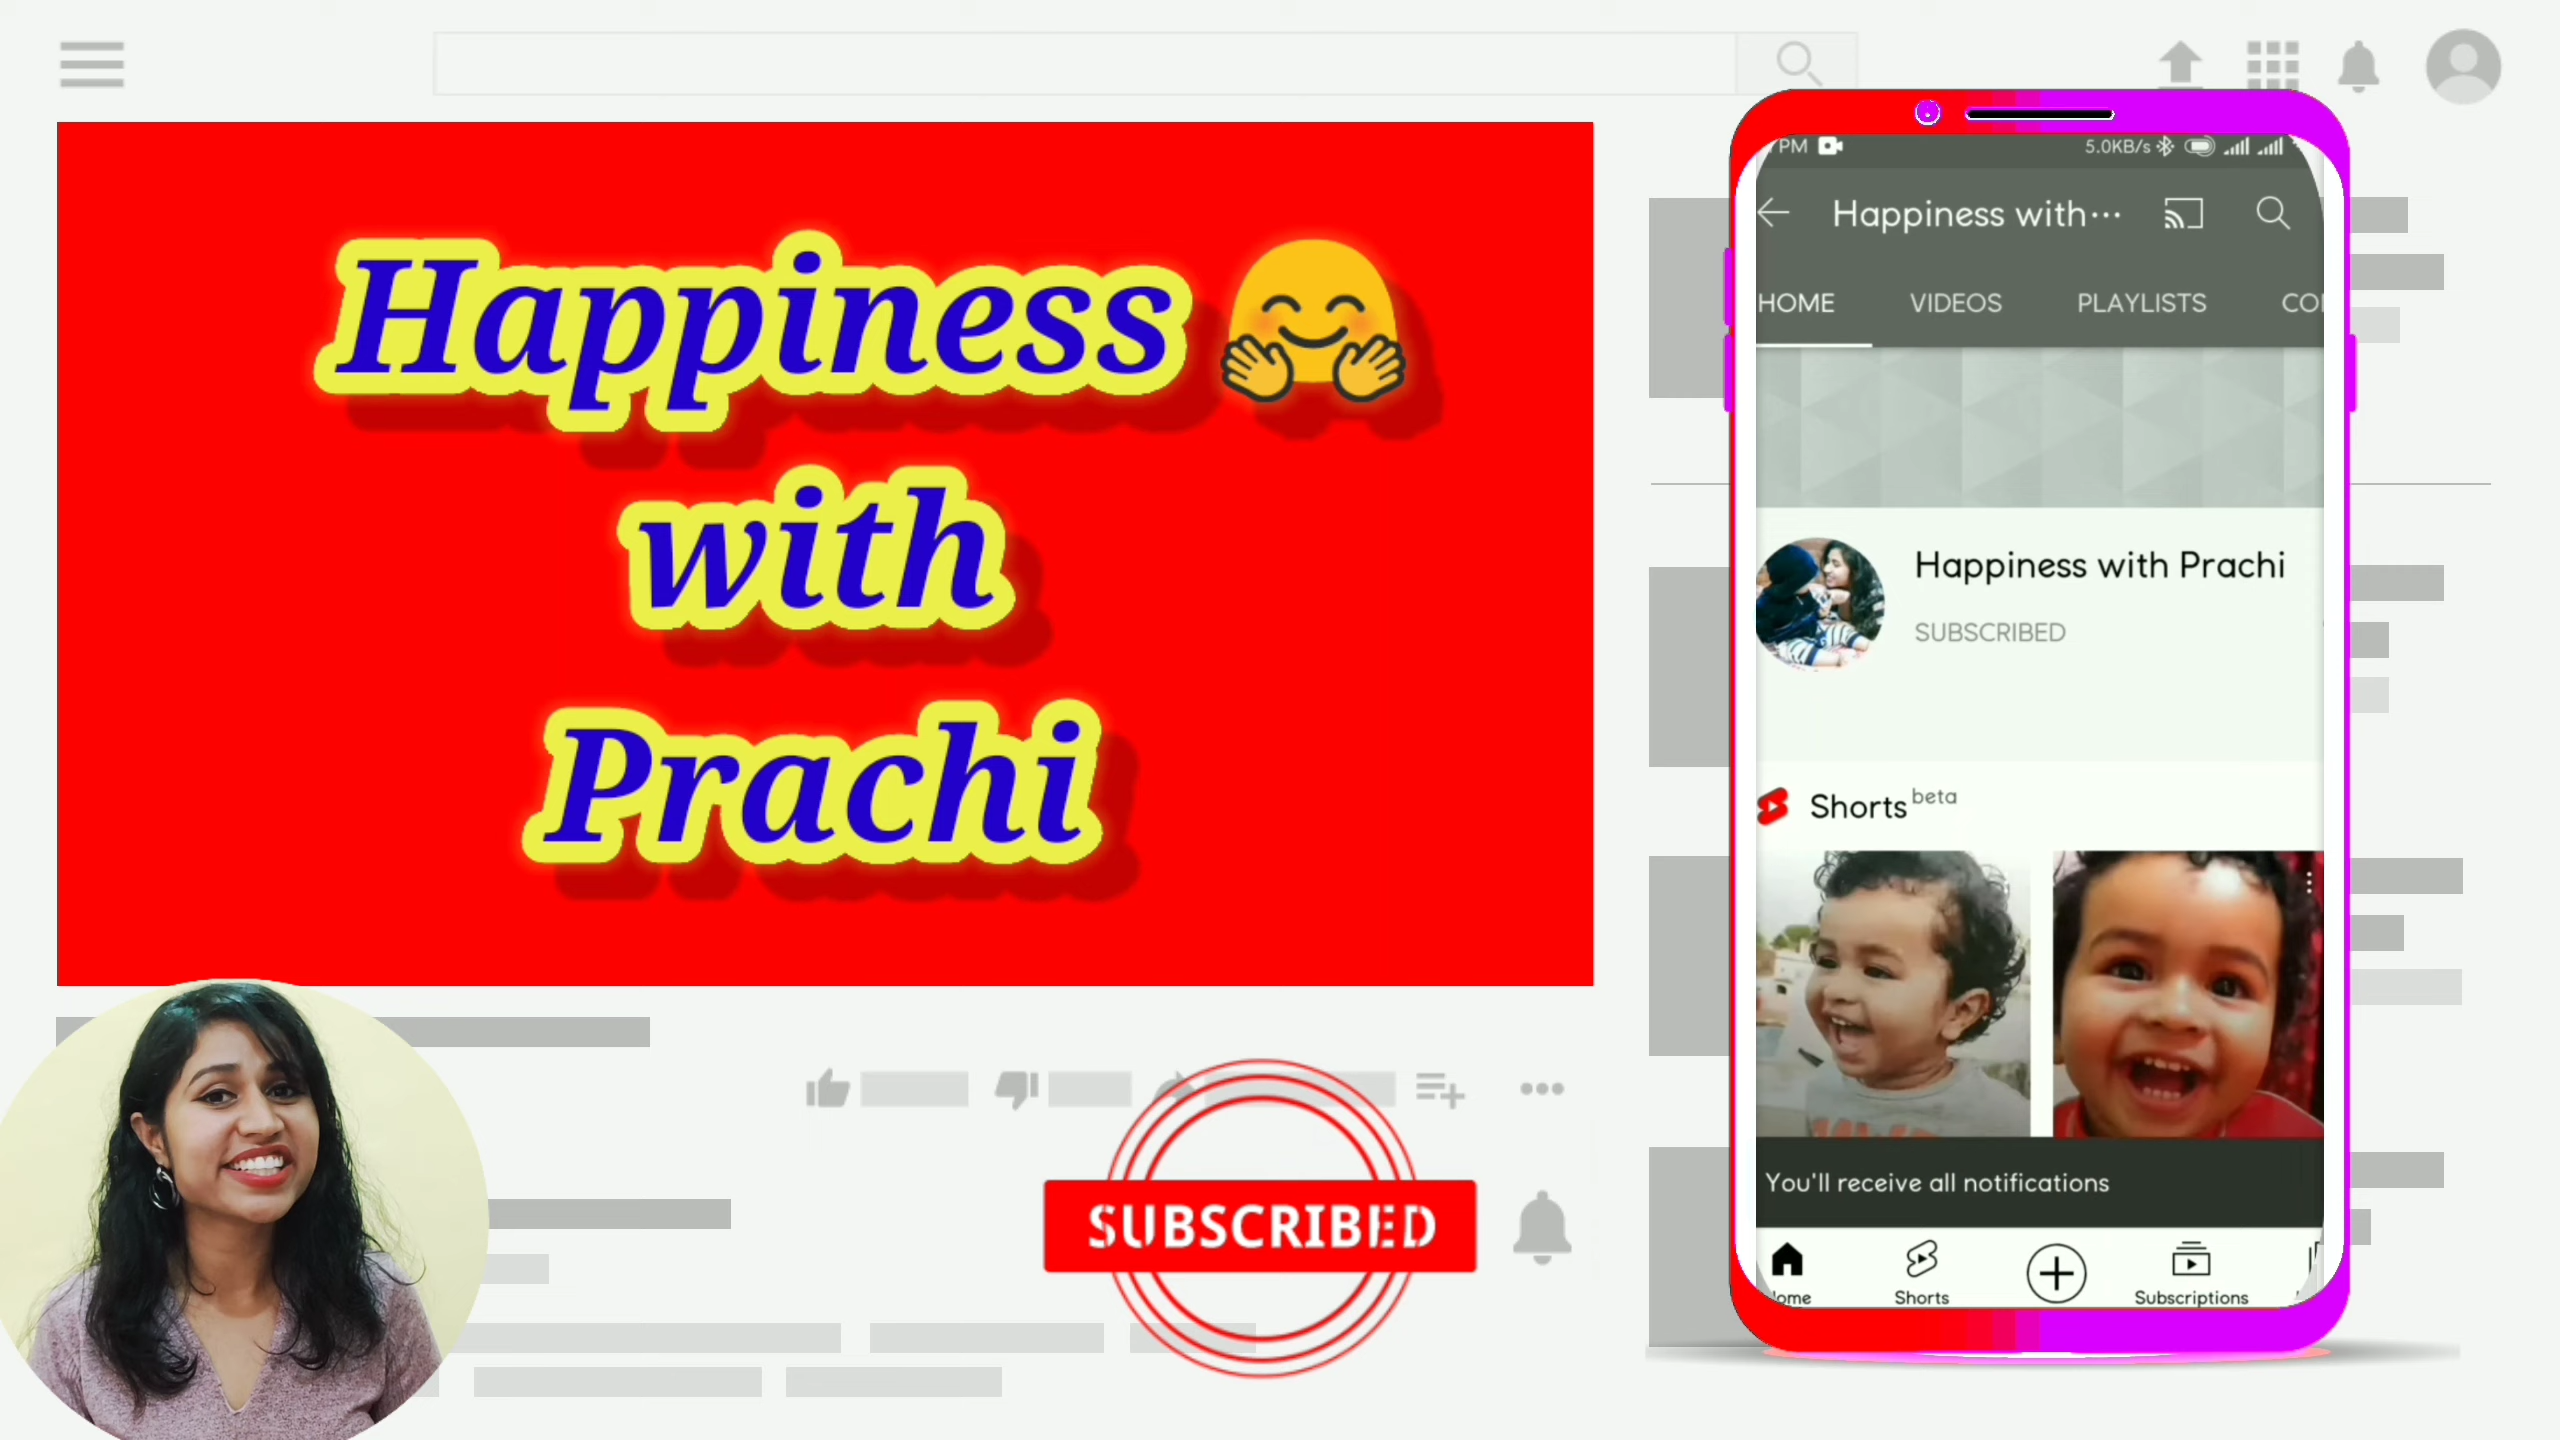 Happiness 🤗
with
Prachi
SUBSCRIBED
PM 5.0KB/s
Happiness with...
HOME VIDEOS PLAYLISTS
Happiness with Prachi
SUBSCRIBED
Shorts beta
You'll receive all notifications
Shorts Subscriptions